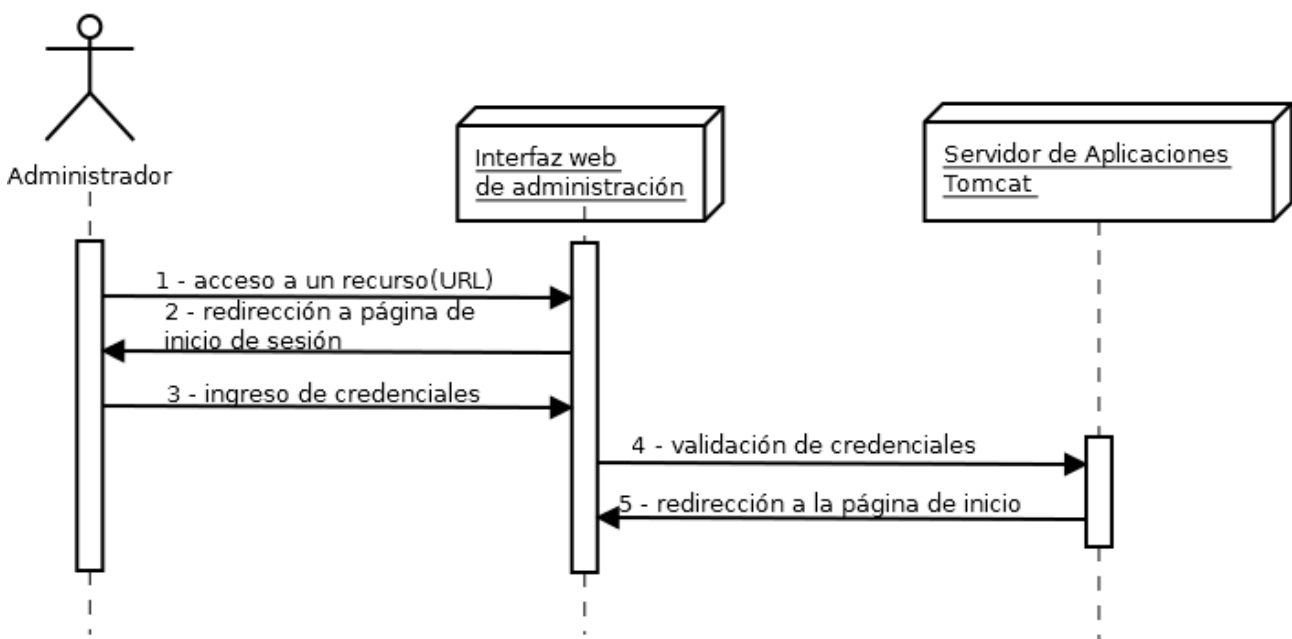 Administrador
Interfaz web
de administración
Servidor de Aplicaciones
Tomcat
1 - acceso a un recurso(URL)
2 - redirección a página de
inicio de sesión
3 - ingreso de credenciales
4 - validación de credenciales
5 - redirección a la página de inicio